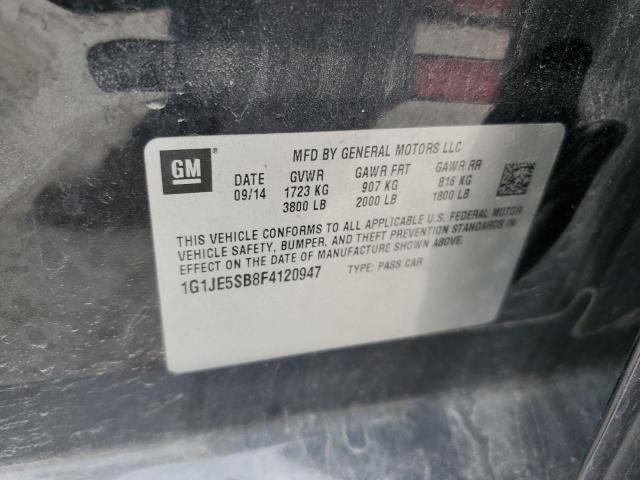 GM
MFD BY GENERAL MOTORS LLC
DATE GVWR GAWR FRT GAWR RR
09/14 1723 KG 907 KG 816 KG
3800 LB 2000 LB 1800 LB
THIS VEHICLE CONFORMS TO ALL APPLICABLE U.S. FEDERAL MOTOR
VEHICLE SAFETY, BUMPER, AND THEFT PREVENTION STANDARDS IN
EFFECT ON THE DATE OF MANUFACTURE SHOWN ABOVE.
1G1JE5SB8F4120947 TYPE: PASS CAR